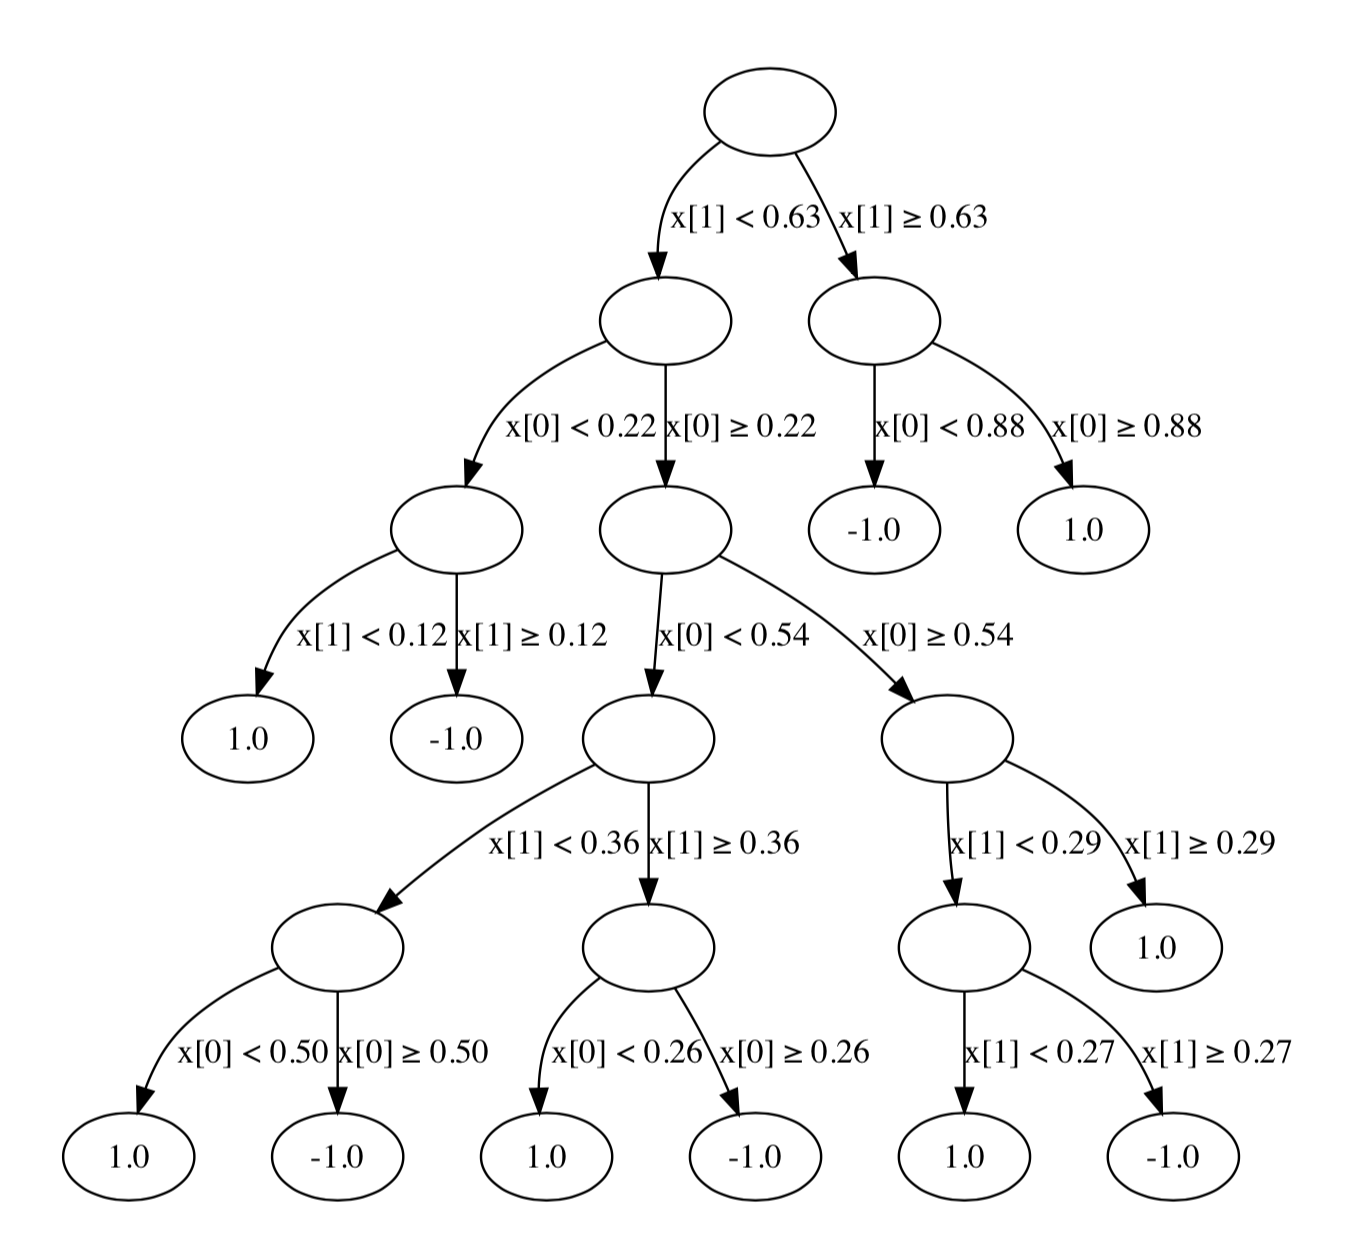 x[1] < 0.63 x[1] ≥ 0.63
x[0] < 0.22 x[0] ≥ 0.22 x[0] < 0.88 x[0] ≥ 0.88
-1.0 1.0
x[1] < 0.12 x[1] ≥ 0.12 x[0] < 0.54 x[0] ≥ 0.54
1.0 -1.0
x[1] < 0.36 x[1] ≥ 0.36 x[1] < 0.29 x[1] ≥ 0.29
1.0
x[0] < 0.50 x[0] ≥ 0.50 x[0] < 0.26 x[0] ≥ 0.26 x[1] < 0.27 x[1] ≥ 0.27
1.0 -1.0 1.0 -1.0 1.0 -1.0